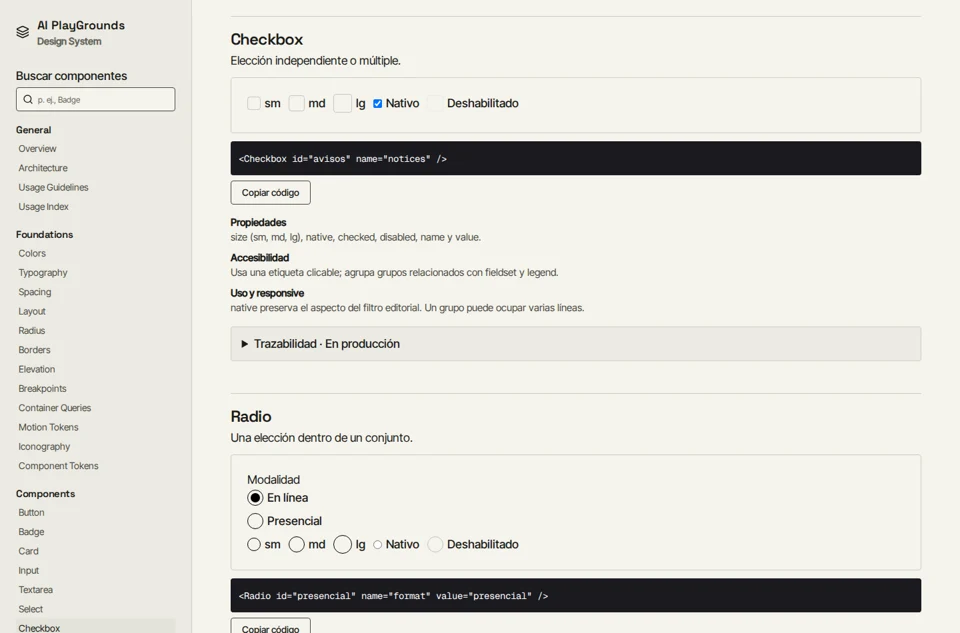 AI PlayGrounds
Design System
Buscar componentes
p. ej., Badge
General
Overview
Architecture
Usage Guidelines
Usage Index
Foundations
Colors
Typography
Spacing
Layout
Radius
Borders
Elevation
Breakpoints
Container Queries
Motion Tokens
Iconography
Component Tokens
Components
Button
Badge
Card
Input
Textarea
Select
Checkbox
Checkbox
Elección independiente o múltiple.
sm md lg Nativo Deshabilitado
<Checkbox id="avisos" name="notices" />
Copiar código
Propiedades
size (sm, md, lg), native, checked, disabled, name y value.
Accesibilidad
Usa una etiqueta clicable; agrupa grupos relacionados con fieldset y legend.
Uso y responsive
native preserva el aspecto del filtro editorial. Un grupo puede ocupar varias líneas.
Trazabilidad · En producción
Radio
Una elección dentro de un conjunto.
Modalidad
En línea
Presencial
sm md lg Nativo Deshabilitado
<Radio id="presencial" name="format" value="presencial" />
Copiar código